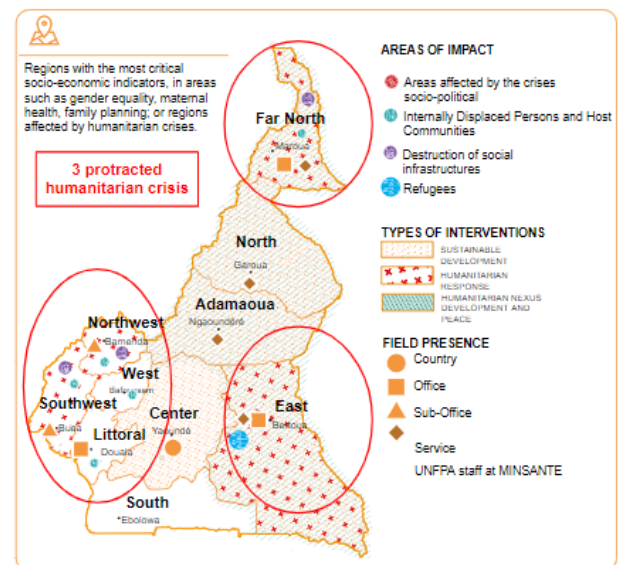 Regions with the most critical
socio-economic indicators, in areas
such as gender equality, maternal
health, family planning; or regions
affected by humanitarian crises.
3 protracted
humanitarian crisis
Far North
Maroua
North
Garoua
Adamaoua
Ngaoundéré
Northwest
Bamenda
West
Bafoussam
Southwest
Buea
Littoral
Douala
Center
Yaoundé
East
Bertoua
South
Ebolowa
AREAS OF IMPACT
Areas affected by the crises
socio-political
Internally Displaced Persons and Host
Communities
Destruction of social
infrastructures
Refugees
TYPES OF INTERVENTIONS
SUSTAINABLE
DEVELOPMENT
HUMANITARIAN
RESPONSE
HUMANITARIAN NEXUS
DEVELOPMENT AND
PEACE
FIELD PRESENCE
Country
Office
Sub-Office
Service
UNFPA staff at MINSANTE